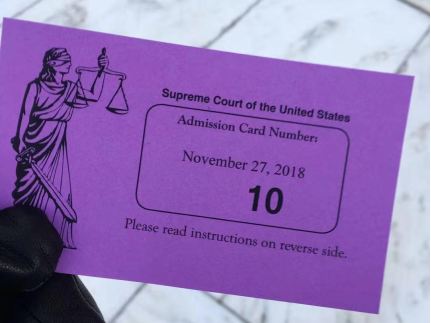 Supreme Court of the United States
Admission Card Number:
November 27, 2018
10
Please read instructions on reverse side.